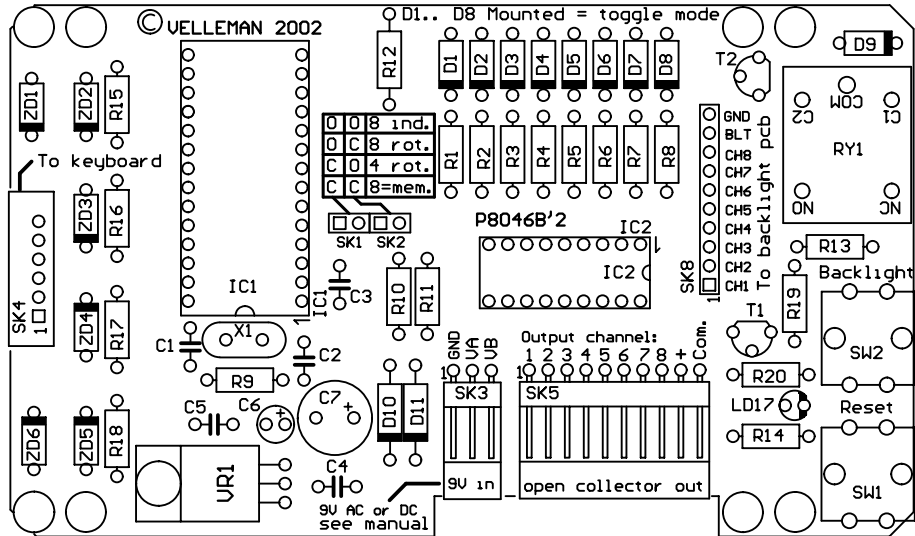 © VELLEMAN 2002
D1.. D8 Mounted = toggle mode
R12
D1 D2 D3 D4 D5 D6 D7 D8
T2
D9
ZD1
ZD2
R15
To keyboard
O O 8 ind.
O C 8 rot.
C O 4 rot.
C C 8=mem.
SK1 SK2
R1 R2 R3 R4 R5 R6 R7 R8
GND
BLT
CH8
CH7
CH6
CH5
CH4
CH3
CH2
CH1
To backlight pcb
SK8
1
C2
COM
C1
RY1
NO
NC
ZD3
R16
P8046B'2
IC2
IC2
R13
Backlight
SK4
1
IC1
IC1
1
C3
R10
R11
R19
ZD4
R17
C1
X1
C2
T1
SW2
Output channel:
1 2 3 4 5 6 7 8 + Com.
1
GND
VA
VB
1
R9
SK3
SK5
R20
LD17
Reset
ZD6
ZD5
R18
C5
C6
+
C7
+
D10
D11
R14
VR1
C4
9V in
open collector out
SW1
9V AC or DC
see manual